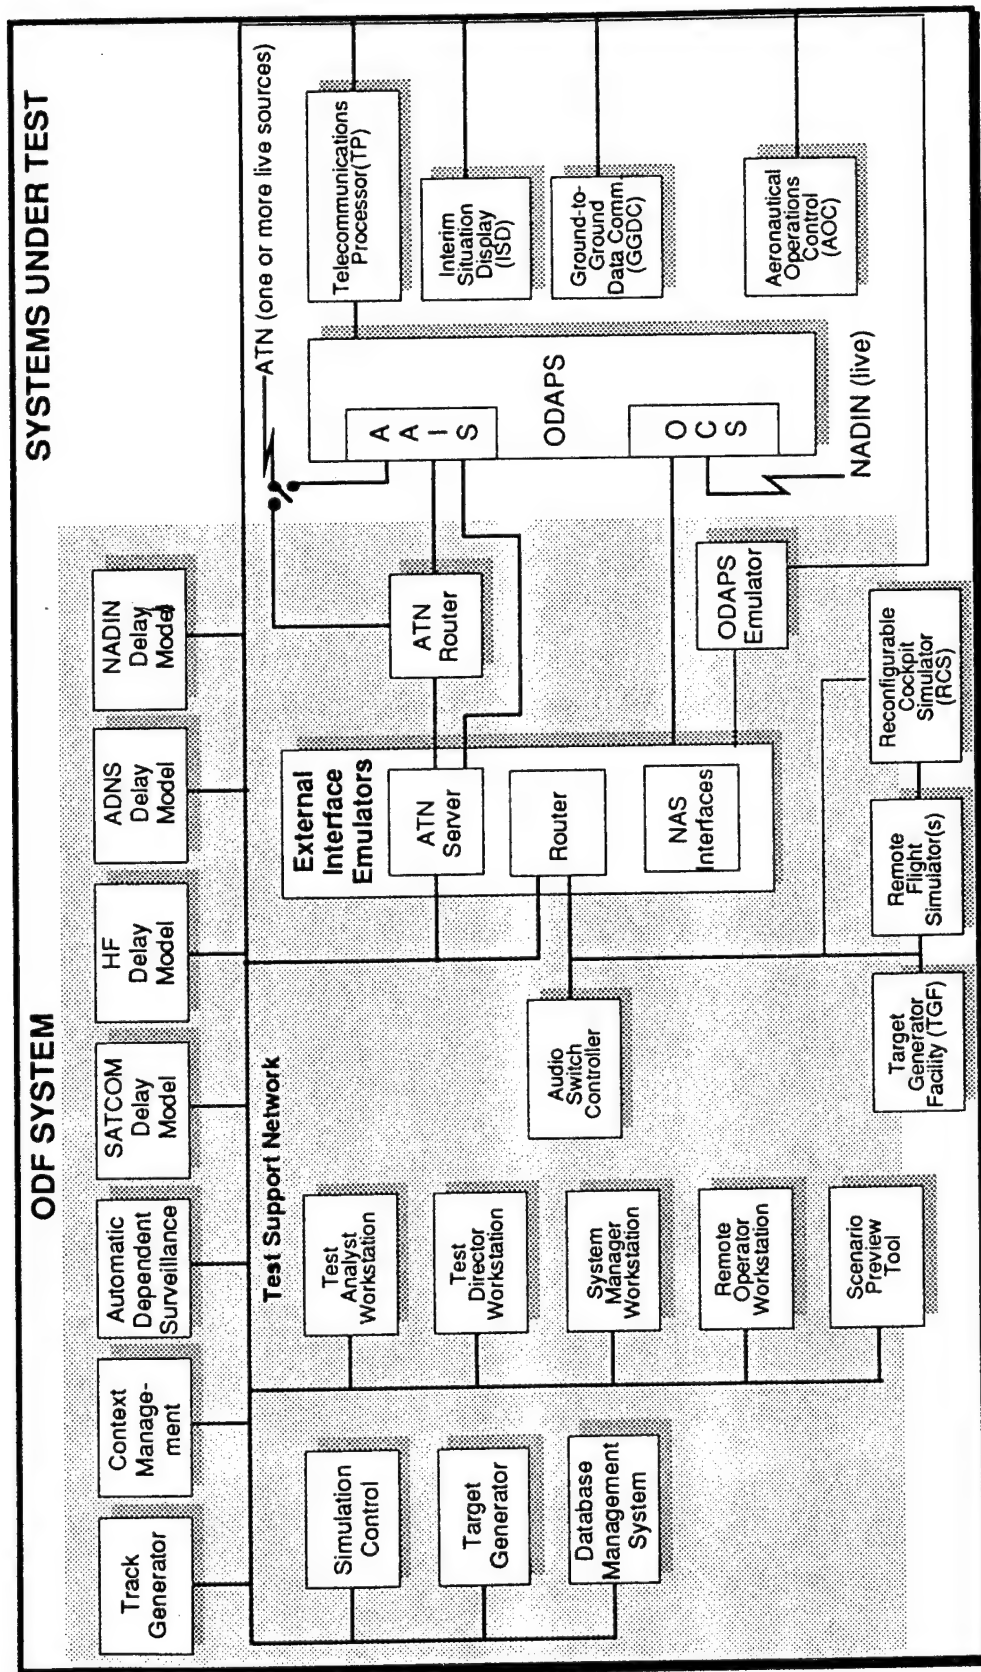 ODF SYSTEM
SYSTEMS UNDER TEST
Track
Generator
Context
Manage-
ment
Automatic
Dependent
Surveillance
SATCOM
Delay
Model
HF
Delay
Model
ADNS
Delay
Model
NADIN
Delay
Model
Test Support Network
ATN (one or more live sources)
Simulation
Control
Target
Generator
Database
Management
System
Test
Analyst
Workstation
Test
Director
Workstation
System
Manager
Workstation
Remote
Operator
Workstation
Scenario
Preview
Tool
Audio
Switch
Controller
External
Interface
Emulators
ATN
Server
Router
NAS
Interfaces
ATN
Router
ODAPS
Emulator
Target
Generator
Facility (TGF)
Remote
Flight
Simulator(s)
Reconfigurable
Cockpit
Simulator
(RCS)
A
A
I
S
ODAPS
O
C
S
NADIN (live)
Telecommunications
Processor(TP)
Interim
Situation
Display
(ISD)
Ground-to-
Ground
Data Comm.
(GGDC)
Aeronautical
Operations
Control
(AOC)